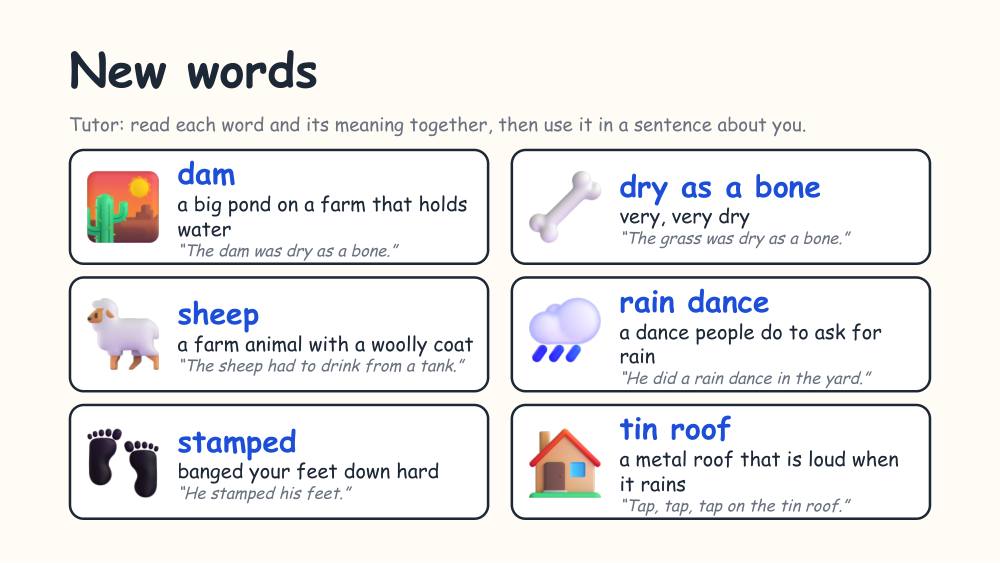 New words
Tutor: read each word and its meaning together, then use it in a sentence about you.
dam
a big pond on a farm that holds
water
"The dam was dry as a bone."
dry as a bone
very, very dry
"The grass was dry as a bone."
sheep
a farm animal with a woolly coat
"The sheep had to drink from a tank."
rain dance
a dance people do to ask for
rain
"He did a rain dance in the yard."
stamped
banged your feet down hard
"He stamped his feet."
tin roof
a metal roof that is loud when
it rains
"Tap, tap, tap on the tin roof."